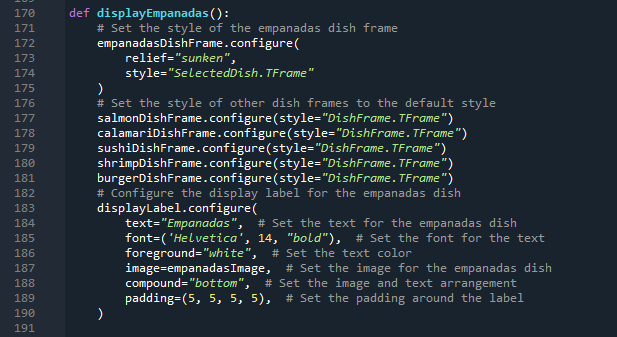 170 def displayEmpanadas():
171     # Set the style of the empanadas dish frame
172     empanadasDishFrame.configure(
173         relief="sunken",
174         style="SelectedDish.TFrame"
175     )
176     # Set the style of other dish frames to the default style
177     salmonDishFrame.configure(style="DishFrame.TFrame")
178     calamariDishFrame.configure(style="DishFrame.TFrame")
179     sushiDishFrame.configure(style="DishFrame.TFrame")
180     shrimpDishFrame.configure(style="DishFrame.TFrame")
181     burgerDishFrame.configure(style="DishFrame.TFrame")
182     # Configure the display label for the empanadas dish
183     displayLabel.configure(
184         text="Empanadas",  # Set the text for the empanadas dish
185         font=('Helvetica', 14, "bold"),  # Set the font for the text
186         foreground="white",  # Set the text color
187         image=empanadasImage,  # Set the image for the empanadas dish
188         compound="bottom",  # Set the image and text arrangement
189         padding=(5, 5, 5, 5),  # Set the padding around the label
190     )
191